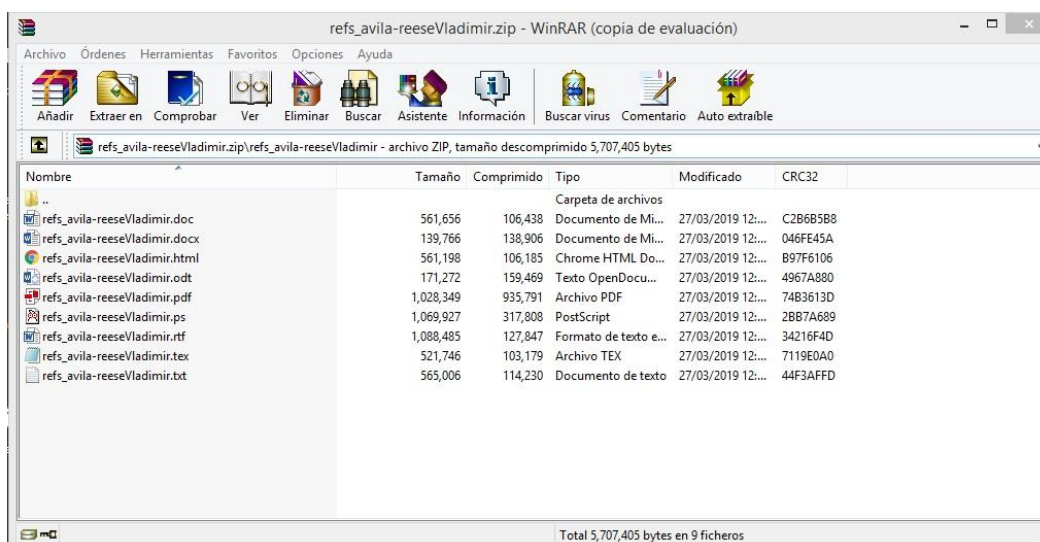 refs_avila-reeseVladimir.zip - WinRAR (copia de evaluación)
Archivo Órdenes Herramientas Favoritos Opciones Ayuda
Añadir Extraer en Comprobar Ver Eliminar Buscar Asistente Información Buscar virus Comentario Auto extraíble
refs_avila-reeseVladimir.zip\refs_avila-reeseVladimir - archivo ZIP, tamaño descomprimido 5,707,405 bytes
Nombre Tamaño Comprimido Tipo Modificado CRC32
.. Carpeta de archivos
refs_avila-reeseVladimir.doc 561,656 106,438 Documento de Mi... 27/03/2019 12:... C2B6B5B8
refs_avila-reeseVladimir.docx 139,766 138,906 Documento de Mi... 27/03/2019 12:... 046FE45A
refs_avila-reeseVladimir.html 561,198 106,185 Chrome HTML Do... 27/03/2019 12:... B97F6106
refs_avila-reeseVladimir.odt 171,272 159,469 Texto OpenDocu... 27/03/2019 12:... 4967A880
refs_avila-reeseVladimir.pdf 1,028,349 935,791 Archivo PDF 27/03/2019 12:... 74B3613D
refs_avila-reeseVladimir.ps 1,069,927 317,808 PostScript 27/03/2019 12:... 2BB7A689
refs_avila-reeseVladimir.rtf 1,088,485 127,847 Formato de texto e... 27/03/2019 12:... 34216F4D
refs_avila-reeseVladimir.tex 521,746 103,179 Archivo TEX 27/03/2019 12:... 7119E0A0
refs_avila-reeseVladimir.txt 565,006 114,230 Documento de texto 27/03/2019 12:... 44F3AFFD
Total 5,707,405 bytes en 9 ficheros